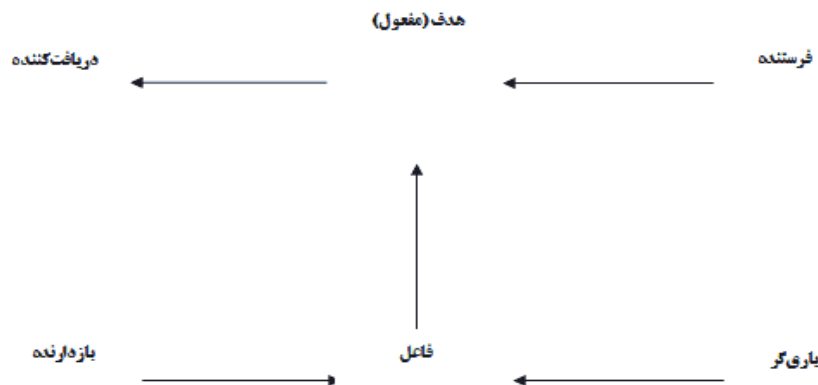 هدف(مفعول)
فرستنده
دریافت‌کننده
یاری‌گر
فاعل
بازدارنده